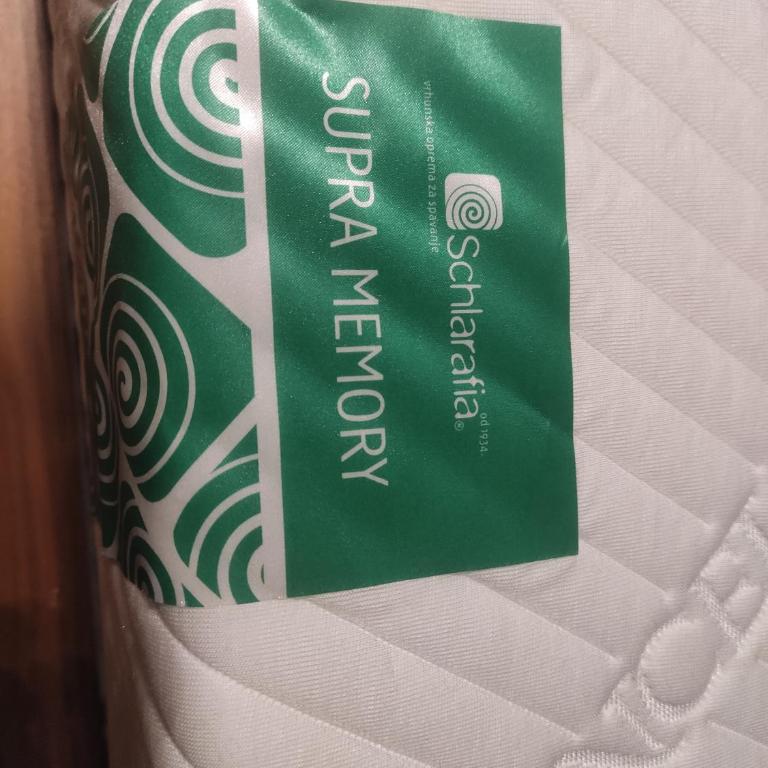 Schlarafia®
od 1934.
vrhunska oprema za spavanje
SUPRA MEMORY